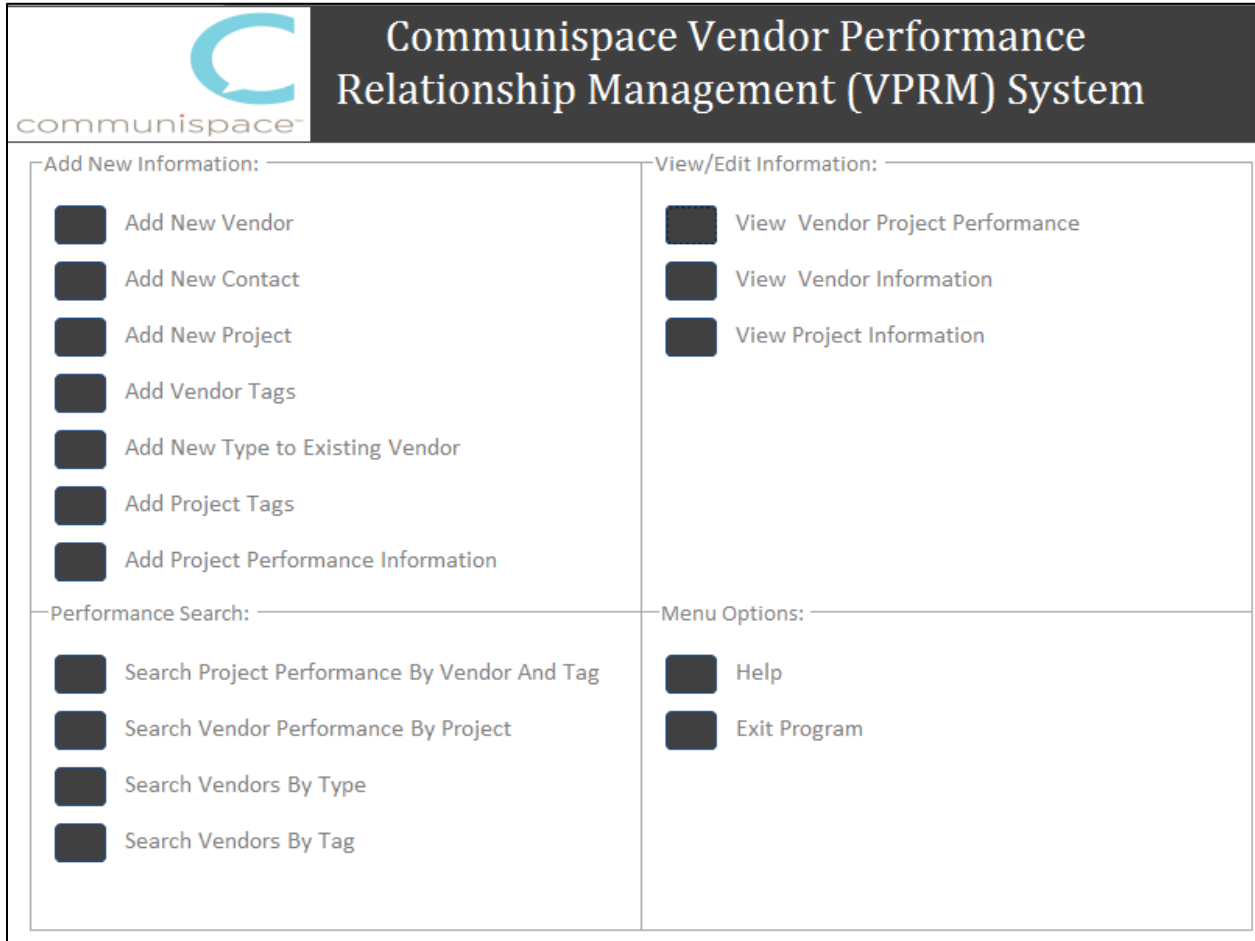 Communispace Vendor Performance
Relationship Management (VPRM) System
communispace™
Add New Information:
Add New Vendor
Add New Contact
Add New Project
Add Vendor Tags
Add New Type to Existing Vendor
Add Project Tags
Add Project Performance Information
View/Edit Information:
View  Vendor Project Performance
View  Vendor Information
View Project Information
Performance Search:
Search Project Performance By Vendor And Tag
Search Vendor Performance By Project
Search Vendors By Type
Search Vendors By Tag
Menu Options:
Help
Exit Program